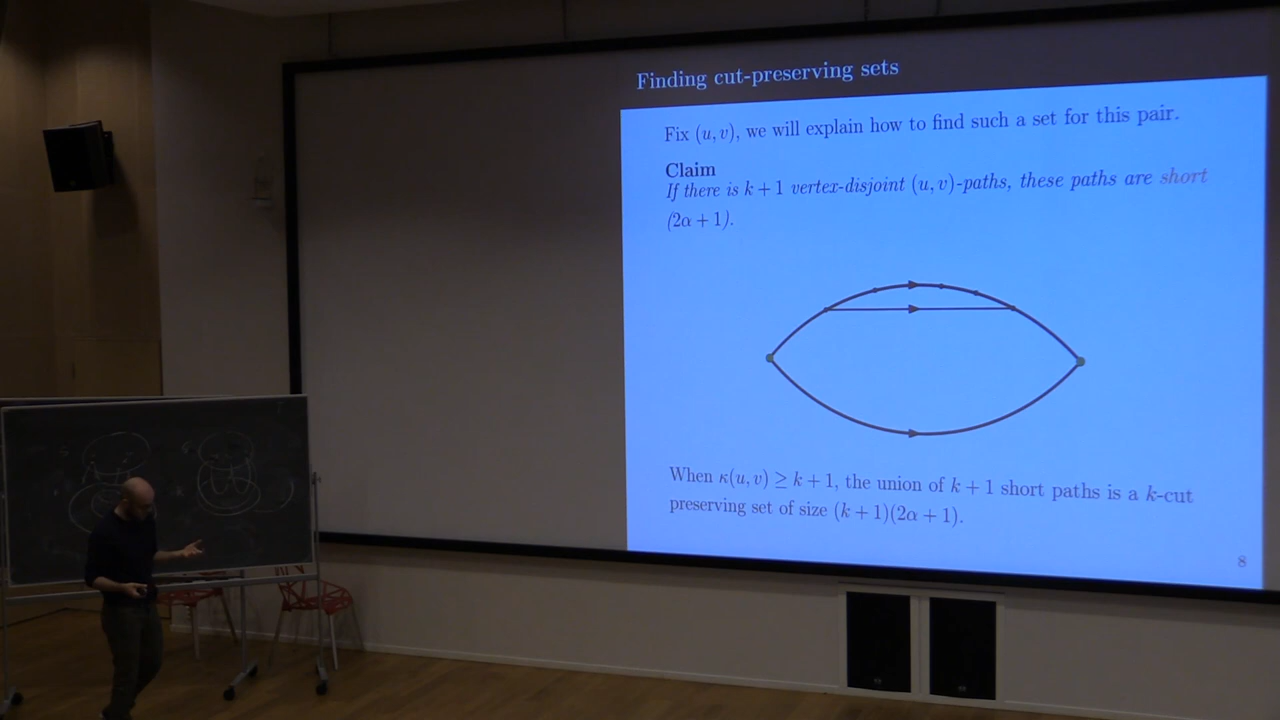 Finding cut-preserving sets
Fix (u, v), we will explain how to find such a set for this pair.
Claim
If there is k + 1 vertex-disjoint (u, v)-paths, these paths are short
(2α + 1).
When κ(u, v) ≥ k + 1, the union of k + 1 short paths is a k-cut
preserving set of size (k + 1)(2α + 1).
8